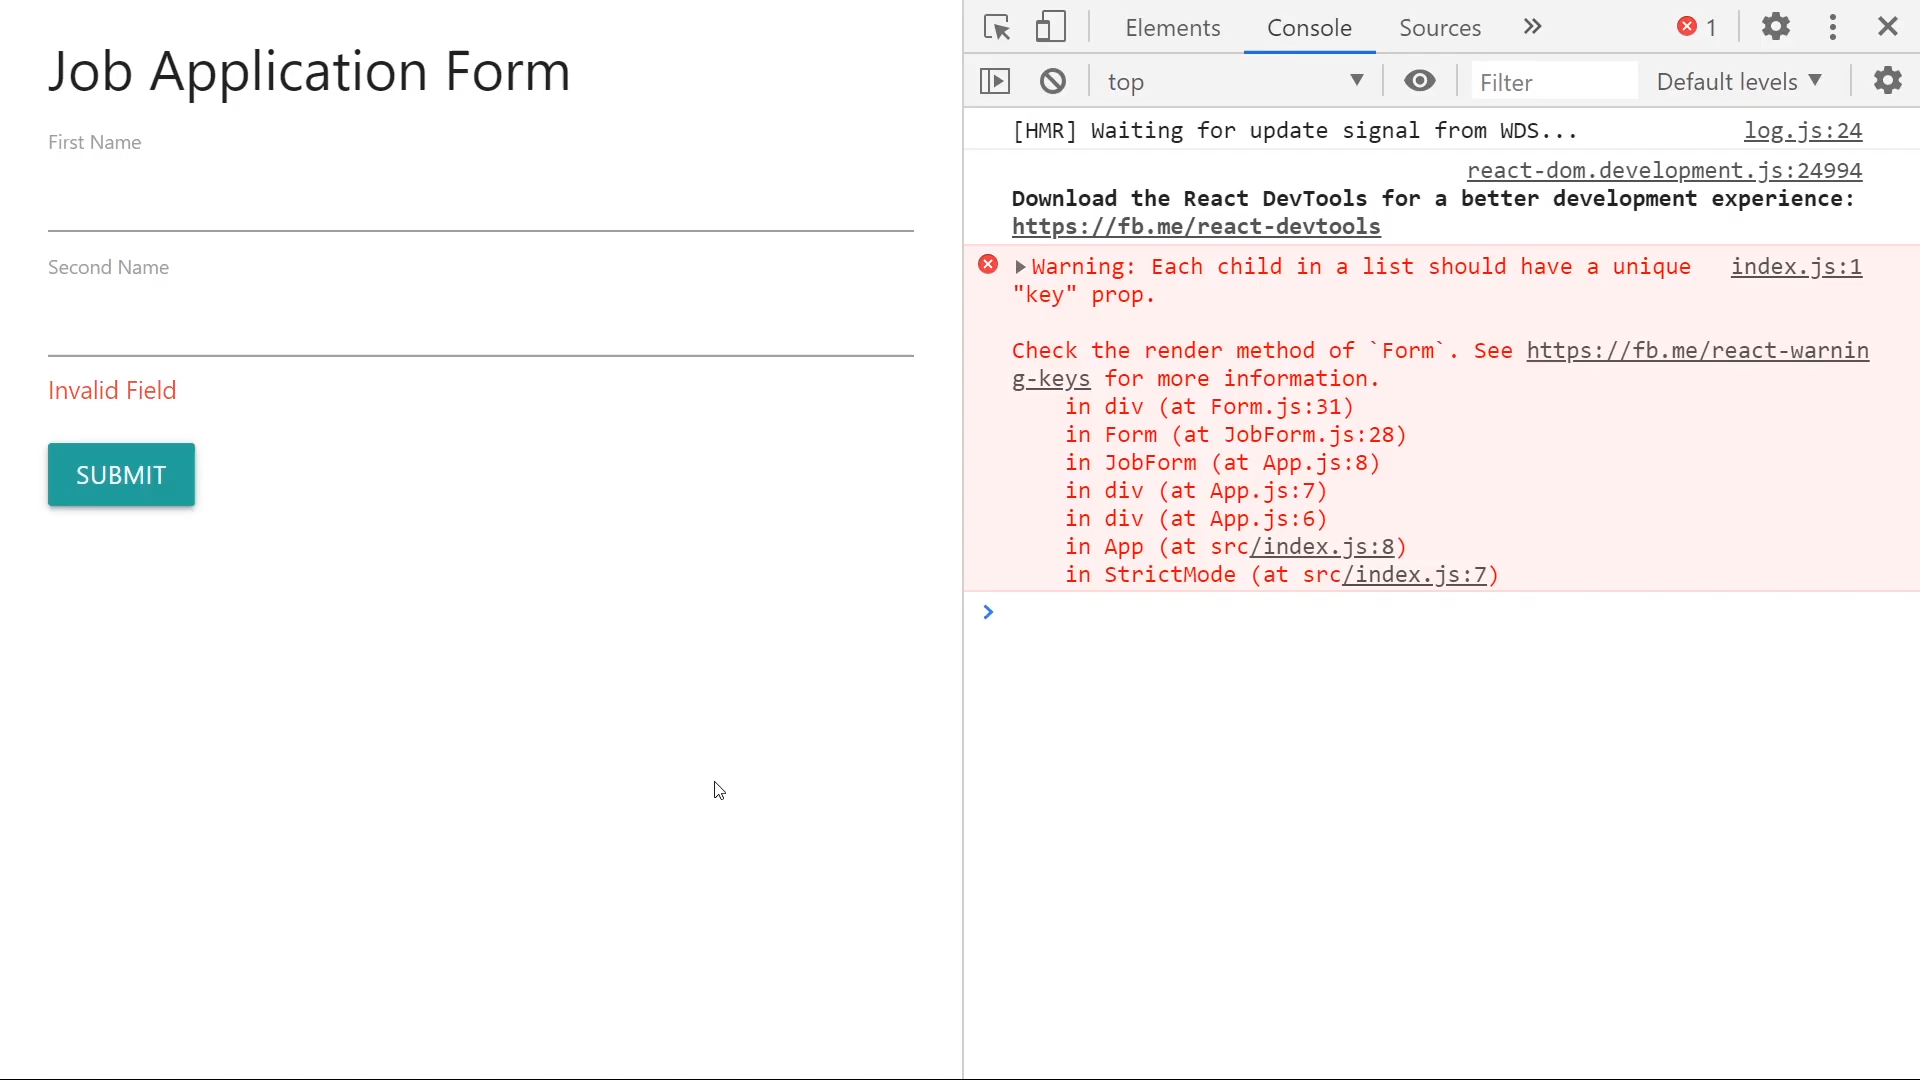 Job Application Form
First Name
Second Name
Invalid Field
SUBMIT
Elements Console Sources 1
top Filter Default levels
[HMR] Waiting for update signal from WDS... log.js:24
react-dom.development.js:24994
Download the React DevTools for a better development experience:
https://fb.me/react-devtools
Warning: Each child in a list should have a unique index.js:1
"key" prop.
Check the render method of `Form`. See https://fb.me/react-warnin
g-keys for more information.
in div (at Form.js:31)
in Form (at JobForm.js:28)
in JobForm (at App.js:8)
in div (at App.js:7)
in div (at App.js:6)
in App (at src/index.js:8)
in StrictMode (at src/index.js:7)